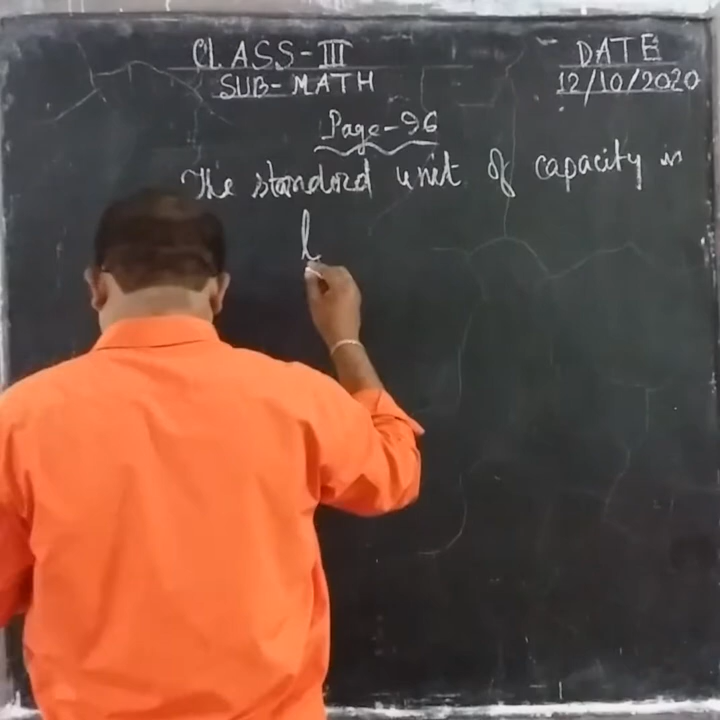 CLASS-III
SUB-MATH
DATE
12/10/2020
Page-96
The standard unit of capacity is
l